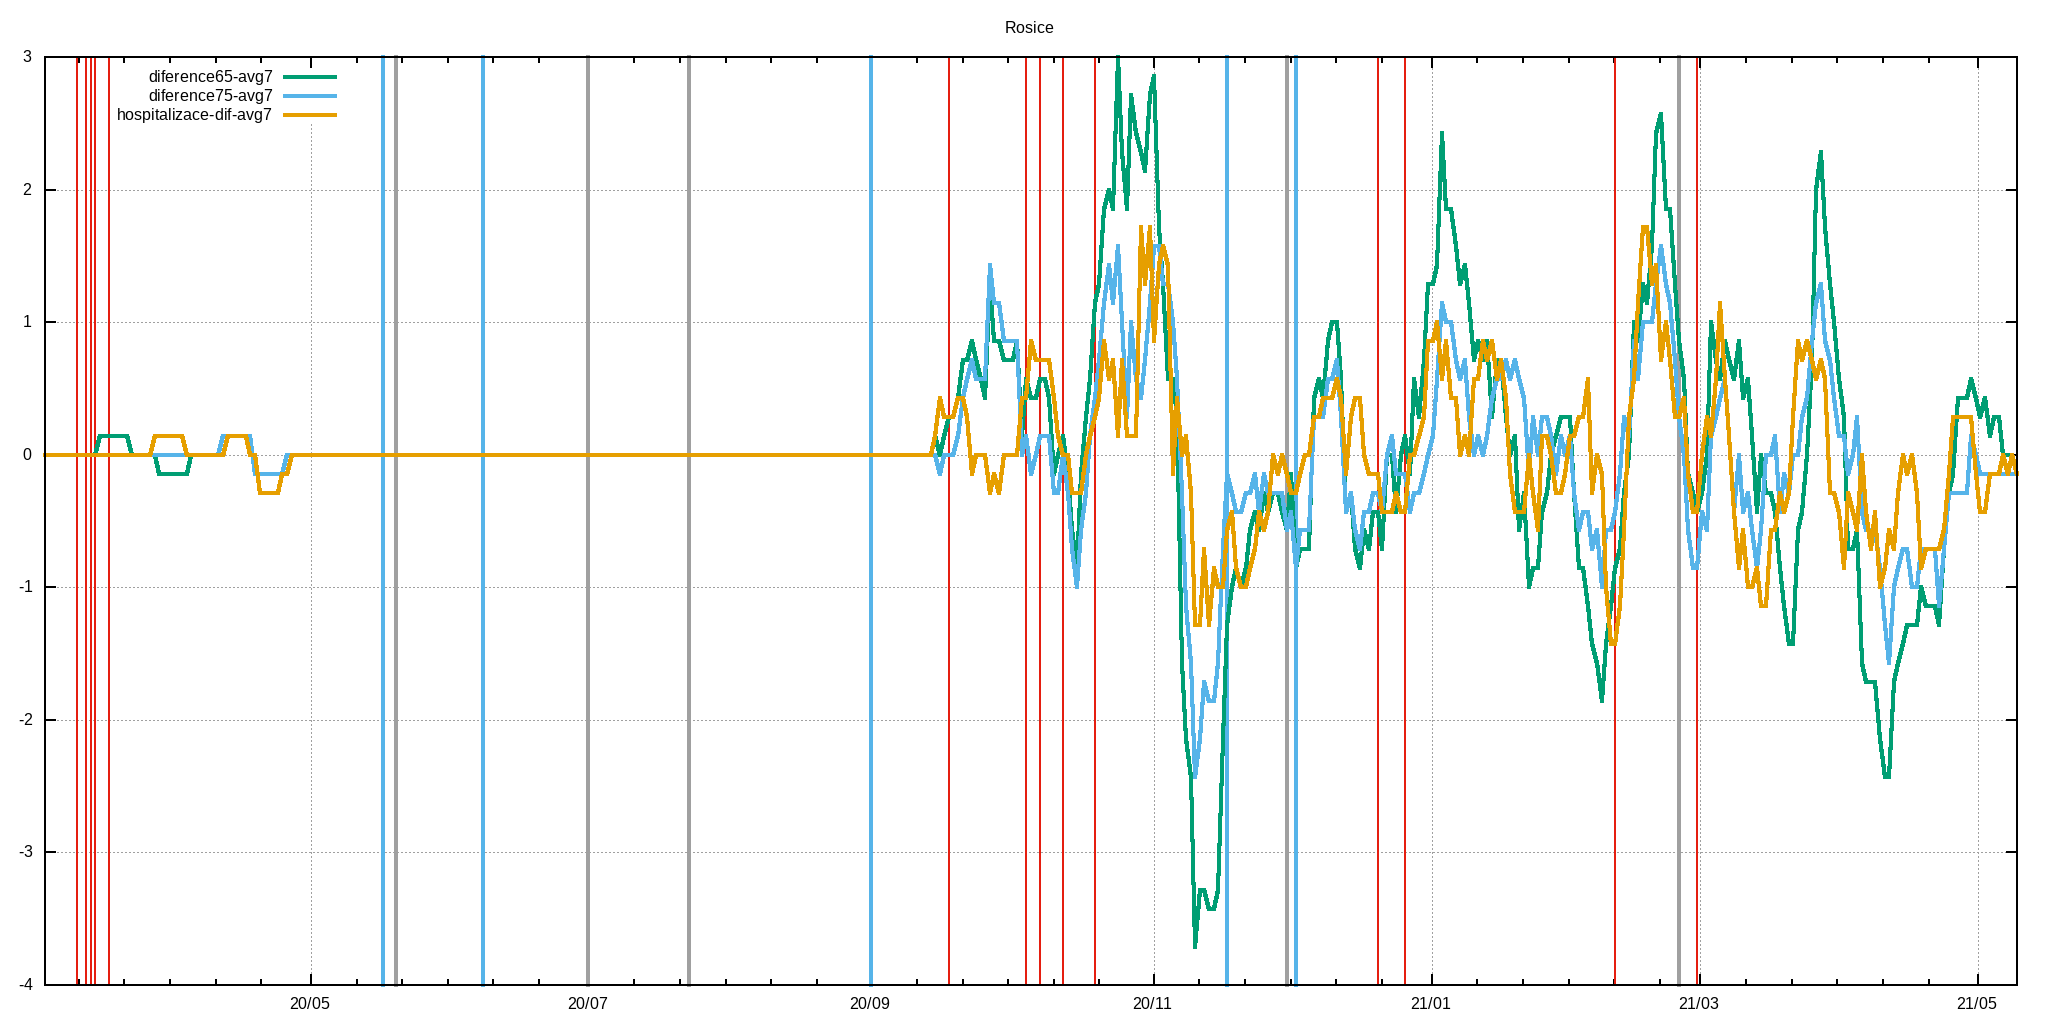 Rosice
diference65-avg7
diference75-avg7
hospitalizace-dif-avg7
3
2
1
0
-1
-2
-3
-4
20/05 20/07 20/09 20/11 21/01 21/03 21/05